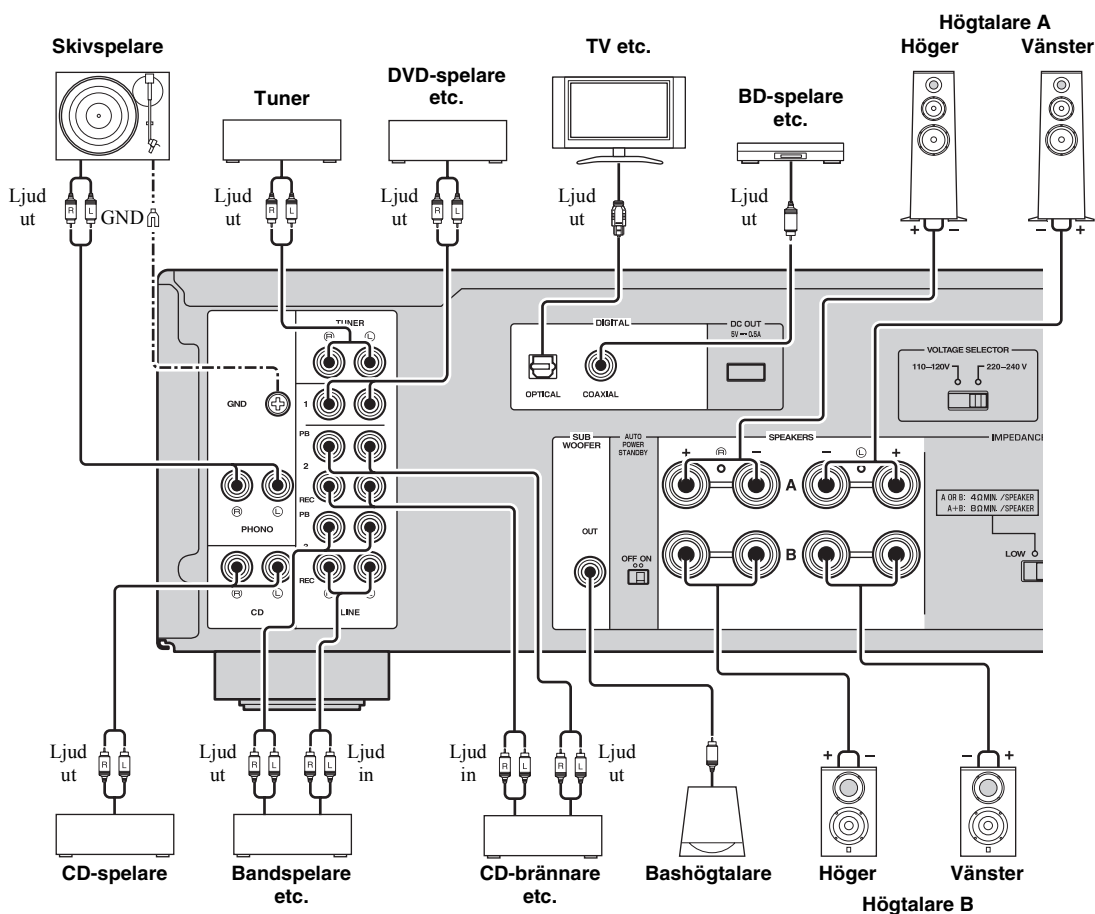 Högtalare A
Skivspelare
TV etc.
Höger
Vänster
DVD-spelare
etc.
Tuner
BD-spelare
etc.
Ljud
ut
R
L
GND
Ljud
ut
R
L
Ljud
ut
R
L
Ljud
ut
Ljud
ut
+
–
–
+
TUNER
R
L
DIGITAL
DC OUT
5V 0.5A
VOLTAGE SELECTOR
110–120V
220–240 V
GND
1
OPTICAL
COAXIAL
PB
2
REC
SUB
WOOFER
AUTO
POWER
STANDBY
SPEAKERS
IMPEDANCE
+
R
–
–
L
+
A
R
L
PHONO
PB
A OR B: 4ΩMIN. /SPEAKER
A+B: 8ΩMIN. /SPEAKER
OUT
B
OFF ON
LOW
REC
R
L
CD
LINE
Ljud
ut
R
L
Ljud
ut
R
L
R
L
Ljud
in
Ljud
in
R
L
R
L
Ljud
ut
+
–
–
+
CD-spelare
Bandspelare
etc.
CD-brännare
etc.
Bashögtalare
Höger
Vänster
Högtalare B